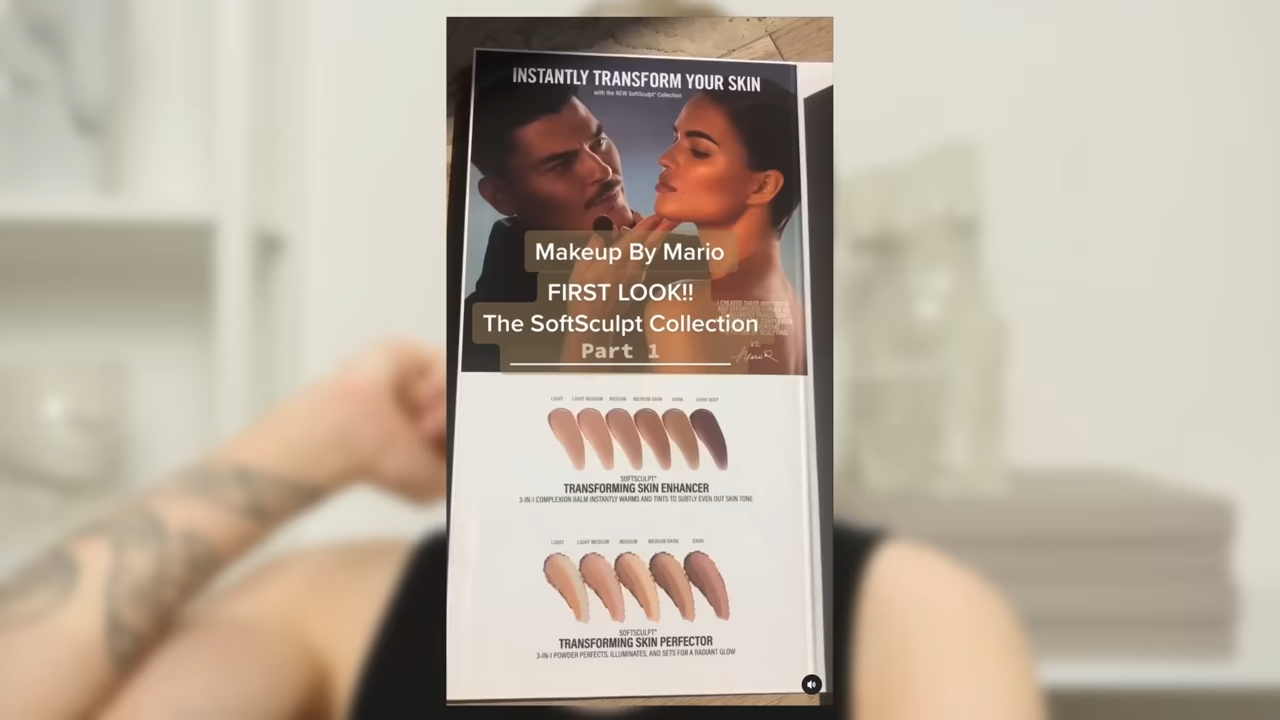 INSTANTLY TRANSFORM YOUR SKIN
with the NEW SoftSculpt® Collection
Makeup By Mario
FIRST LOOK!!
The SoftSculpt Collection
Part 1
XO,
LIGHT LIGHT MEDIUM MEDIUM MEDIUM DARK DARK DARK DEEP
SOFTSCULPT®
TRANSFORMING SKIN ENHANCER
3-IN-1 COMPLEXION BALM INSTANTLY WARMS AND TINTS TO SUBTLY EVEN OUT SKIN TONE
LIGHT LIGHT MEDIUM MEDIUM MEDIUM DARK DARK
SOFTSCULPT®
TRANSFORMING SKIN PERFECTOR
3-IN-1 POWDER PERFECTS, ILLUMINATES, AND SETS FOR A RADIANT GLOW